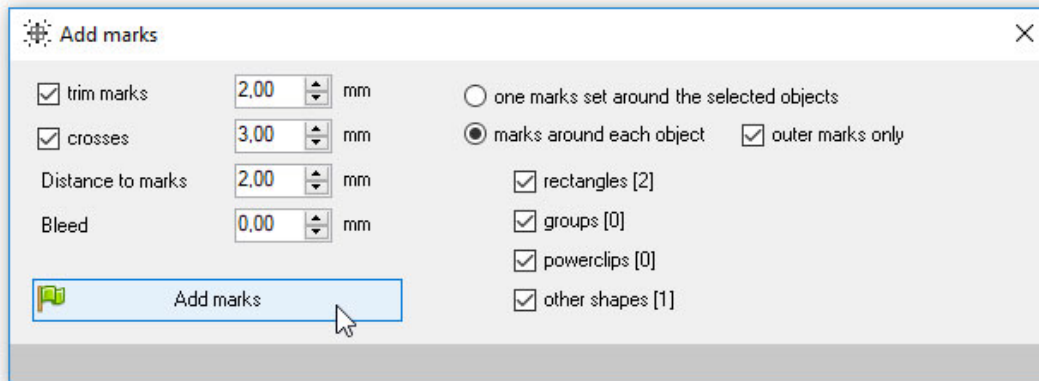 Add marks
trim marks 2,00 mm
crosses 3,00 mm
Distance to marks 2,00 mm
Bleed 0,00 mm
Add marks
one marks set around the selected objects
marks around each object outer marks only
rectangles [2]
groups [0]
powerclips [0]
other shapes [1]